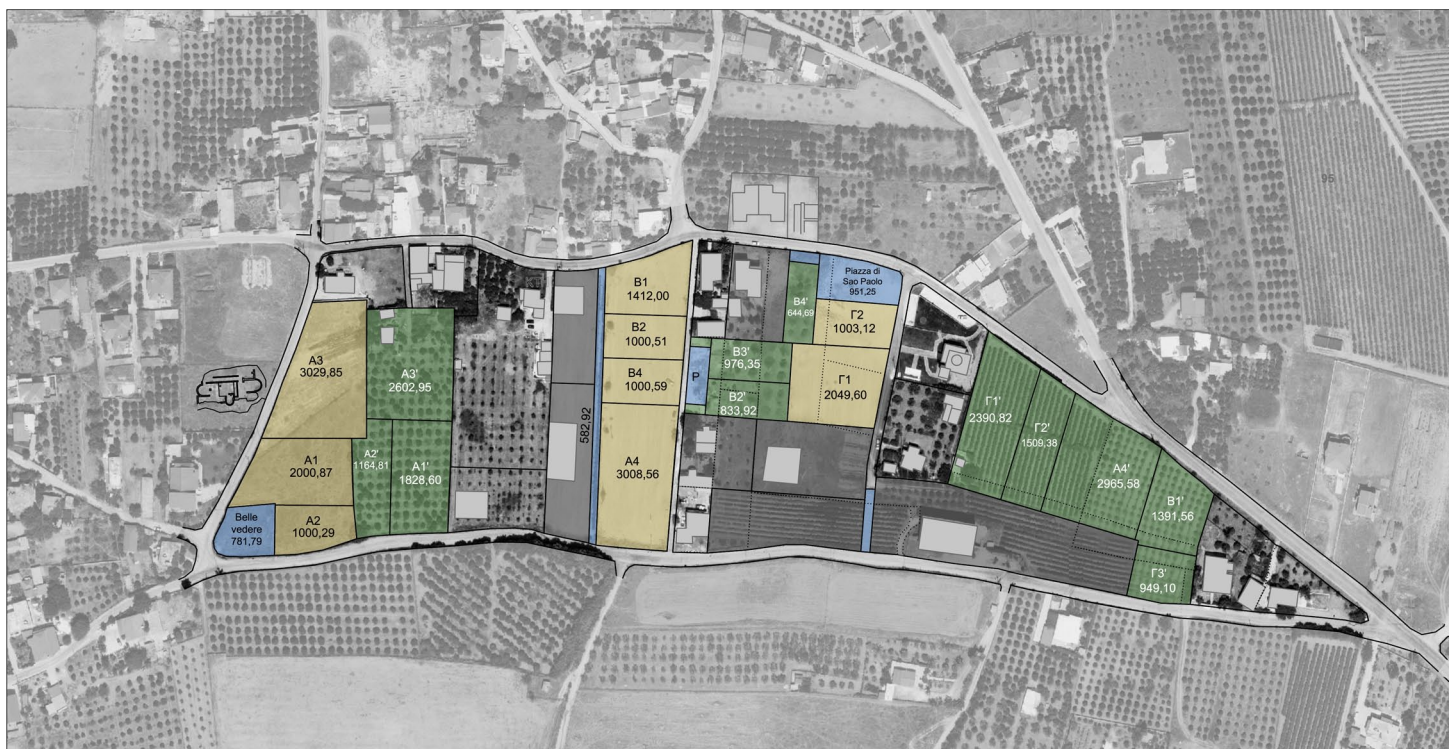 A3
3029,85
A3'
2602,95
A1
2000,87
A2'
1164,81
A1'
1828,60
Belle
vedere
781,79
A2
1000,29
582,92
B1
1412,00
B2
1000,51
B4
1000,59
A4
3008,56
P
B3'
976,35
B2'
833,92
B4'
644,69
Piazza di
Sao Paolo
951,25
Γ2
1003,12
Γ1
2049,60
Γ1'
2390,82
Γ2'
1509,38
A4'
2965,58
B1'
1391,56
Γ3'
949,10
95